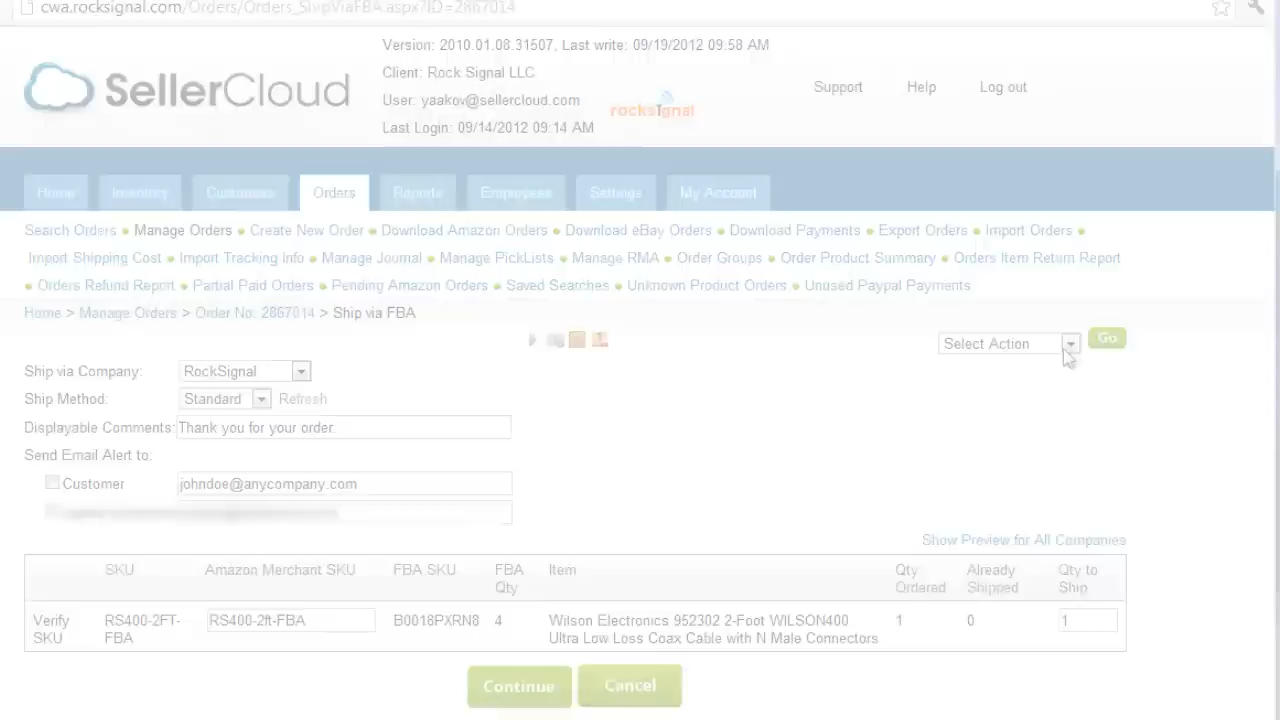 cwa.rocksignal.com/Orders/Orders_ShipViaFBA.aspx?ID=2867014
SellerCloud
Version: 2010.01.08.31507, Last write: 09/19/2012 09:58 AM
Client: Rock Signal LLC
User: yaakov@sellercloud.com
Last Login: 09/14/2012 09:14 AM
rocksignal
Support Help Log out
Home Inventory Customers Orders Reports Employees Settings My Account
Search Orders Manage Orders Create New Order Download Amazon Orders Download eBay Orders Download Payments Export Orders Import Orders
Import Shipping Cost Import Tracking Info Manage Journal Manage PickLists Manage RMA Order Groups Order Product Summary Orders Item Return Report
Orders Refund Report Partial Paid Orders Pending Amazon Orders Saved Searches Unknown Product Orders Unused Paypal Payments
Home > Manage Orders > Order No: 2867014 > Ship via FBA
Select Action Go
Ship via Company: RockSignal
Ship Method: Standard Refresh
Displayable Comments: Thank you for your order.
Send Email Alert to:
Customer johndoe@anycompany.com
Show Preview for All Companies
SKU Amazon Merchant SKU FBA SKU FBA Qty Item Qty Ordered Already Shipped Qty to Ship
Verify SKU RS400-2FT-FBA RS400-2ft-FBA B0018PXRN8 4 Wilson Electronics 952302 2-Foot WILSON400 Ultra Low Loss Coax Cable with N Male Connectors 1 0 1
Continue Cancel